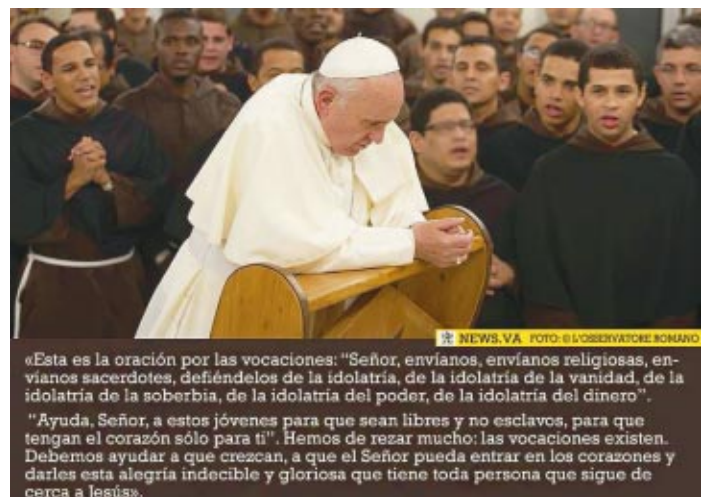 NEWS.VA FOTO: © L'OSSERVATORE ROMANO
«Esta es la oración por las vocaciones: "Señor, envíanos, envíanos religiosas, en-
víanos sacerdotes, defiéndelos de la idolatría, de la idolatría de la vanidad, de la
idolatría de la soberbia, de la idolatría del poder, de la idolatría del dinero".
"Ayuda, Señor, a estos jóvenes para que sean libres y no esclavos, para que
tengan el corazón sólo para ti". Hemos de rezar mucho: las vocaciones existen.
Debemos ayudar a que crezcan, a que el Señor pueda entrar en los corazones y
darles esta alegría indecible y gloriosa que tiene toda persona que sigue de
cerca a Jesús».